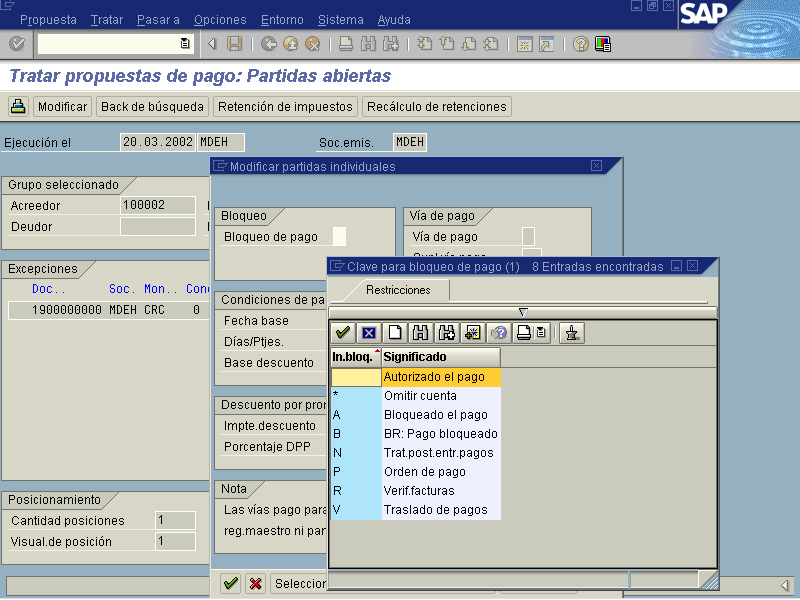 Propuesta Tratar Pasar a Opciones Entorno Sistema Ayuda
SAP
Tratar propuestas de pago: Partidas abiertas
Modificar Back de búsqueda Retención de impuestos Recálculo de retenciones
Ejecución el 20.03.2002 MDEH Soc.emis. MDEH
Modificar partidas individuales
Grupo seleccionado
Acreedor 100002
Deudor
Bloqueo
Bloqueo de pago
Vía de pago
Vía de pago
Excepciones
Doc.. Soc. Mon.. Con
1900000000 MDEH CRC 0
Clave para bloqueo de pago (1) 8 Entradas encontradas
Restricciones
Condiciones de pa
Fecha base
Días/Ptjes.
Base descuento
In.bloq. Significado
Autorizado el pago
* Omitir cuenta
A Bloqueado el pago
B BR: Pago bloqueado
N Trat.post.entr.pagos
P Orden de pago
R Verif.facturas
V Traslado de pagos
Descuento por pro
Impte.descuento
Porcentaje DPP
Nota
Las vías pago para
reg.maestro ni par
Posicionamiento
Cantidad posiciones 1
Visual.de posición 1
Seleccior